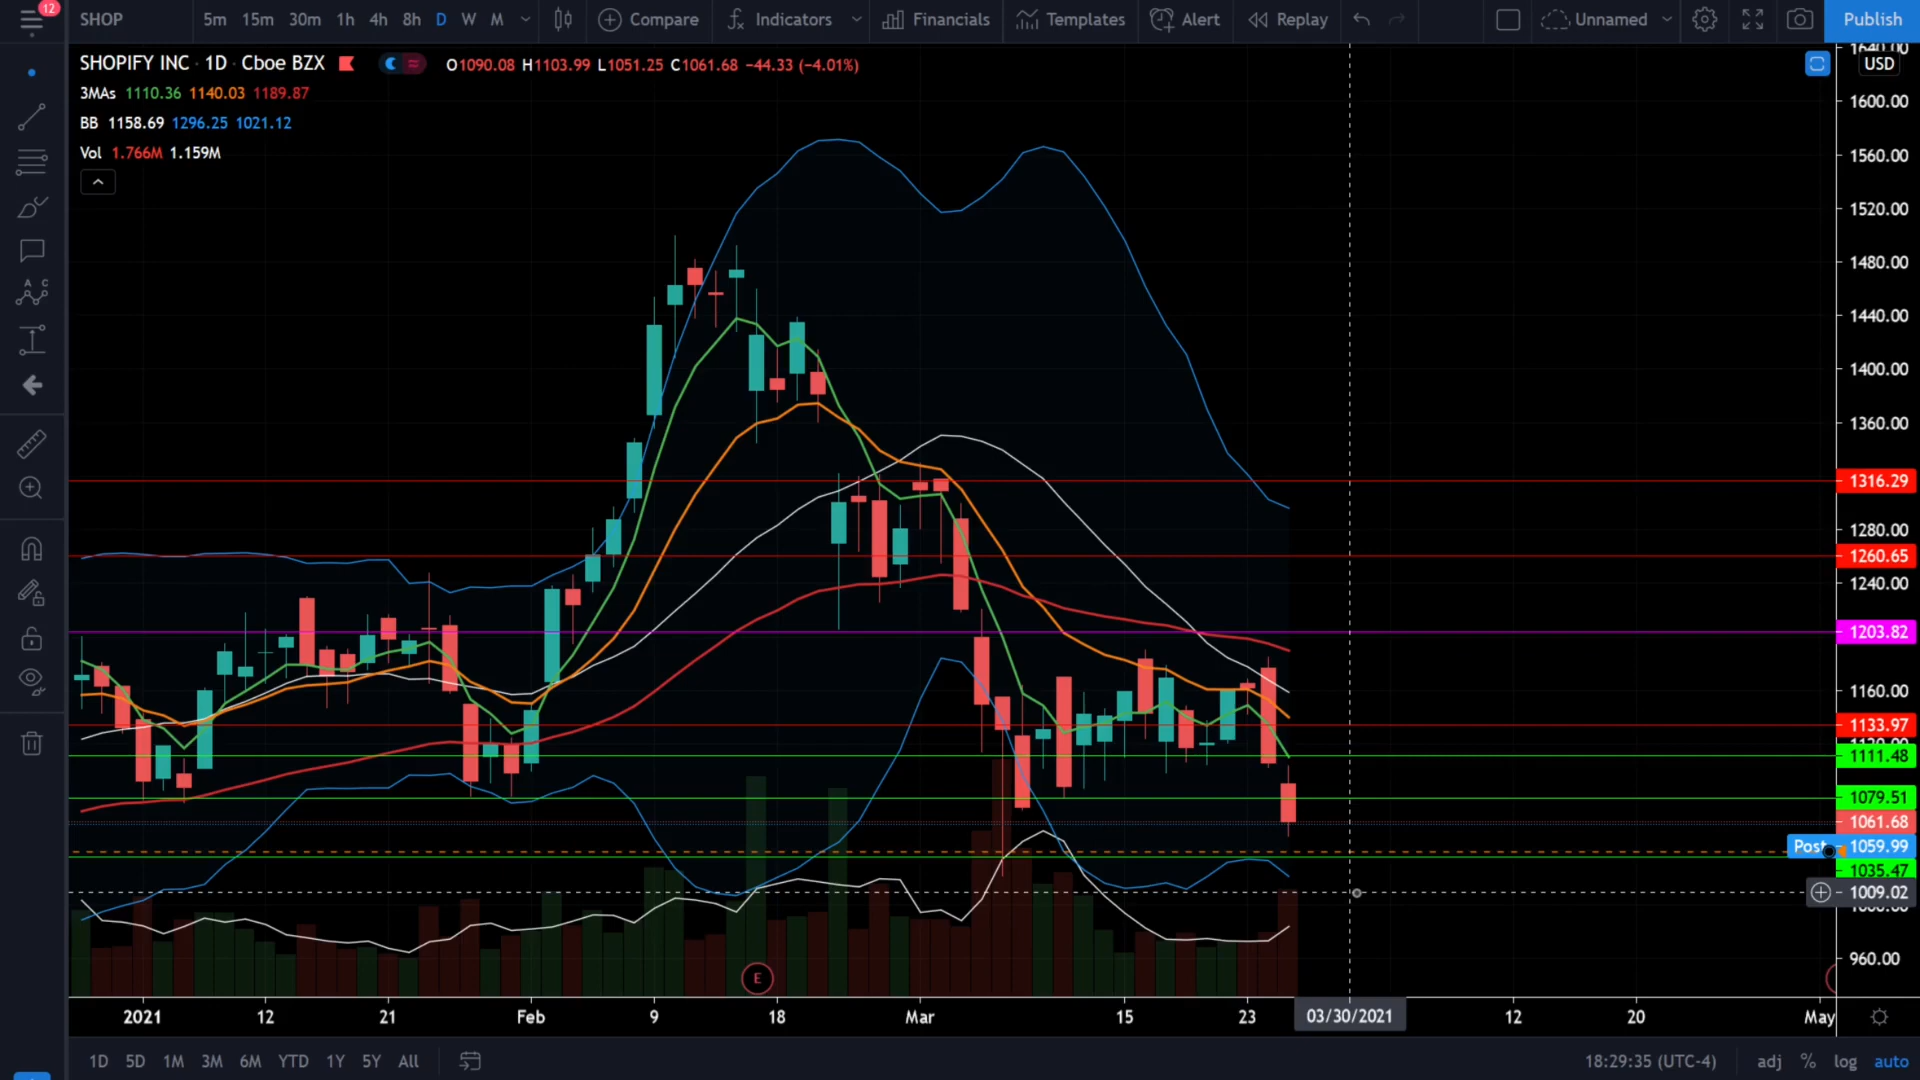 12
SHOP 5m 15m 30m 1h 4h 8h D W M Compare Indicators Financials Templates Alert Replay Unnamed Publish
SHOPIFY INC · 1D · Cboe BZX O1090.08 H1103.99 L1051.25 C1061.68 −44.33 (−4.01%)
3MAs 1110.36 1140.03 1189.87
BB 1158.69 1296.25 1021.12
Vol 1.766M 1.159M
1640.00
USD
1600.00
1560.00
1520.00
1480.00
1440.00
1400.00
1360.00
1316.29
1280.00
1260.65
1240.00
1203.82
1160.00
1133.97
1111.48
1079.51
1061.68
Post 1059.99
1035.47
1009.02
960.00
A C
E
2021 12 21 Feb 9 18 Mar 15 23 03/30/2021 12 20 May
1D 5D 1M 3M 6M YTD 1Y 5Y All 18:29:35 (UTC-4) adj % log auto